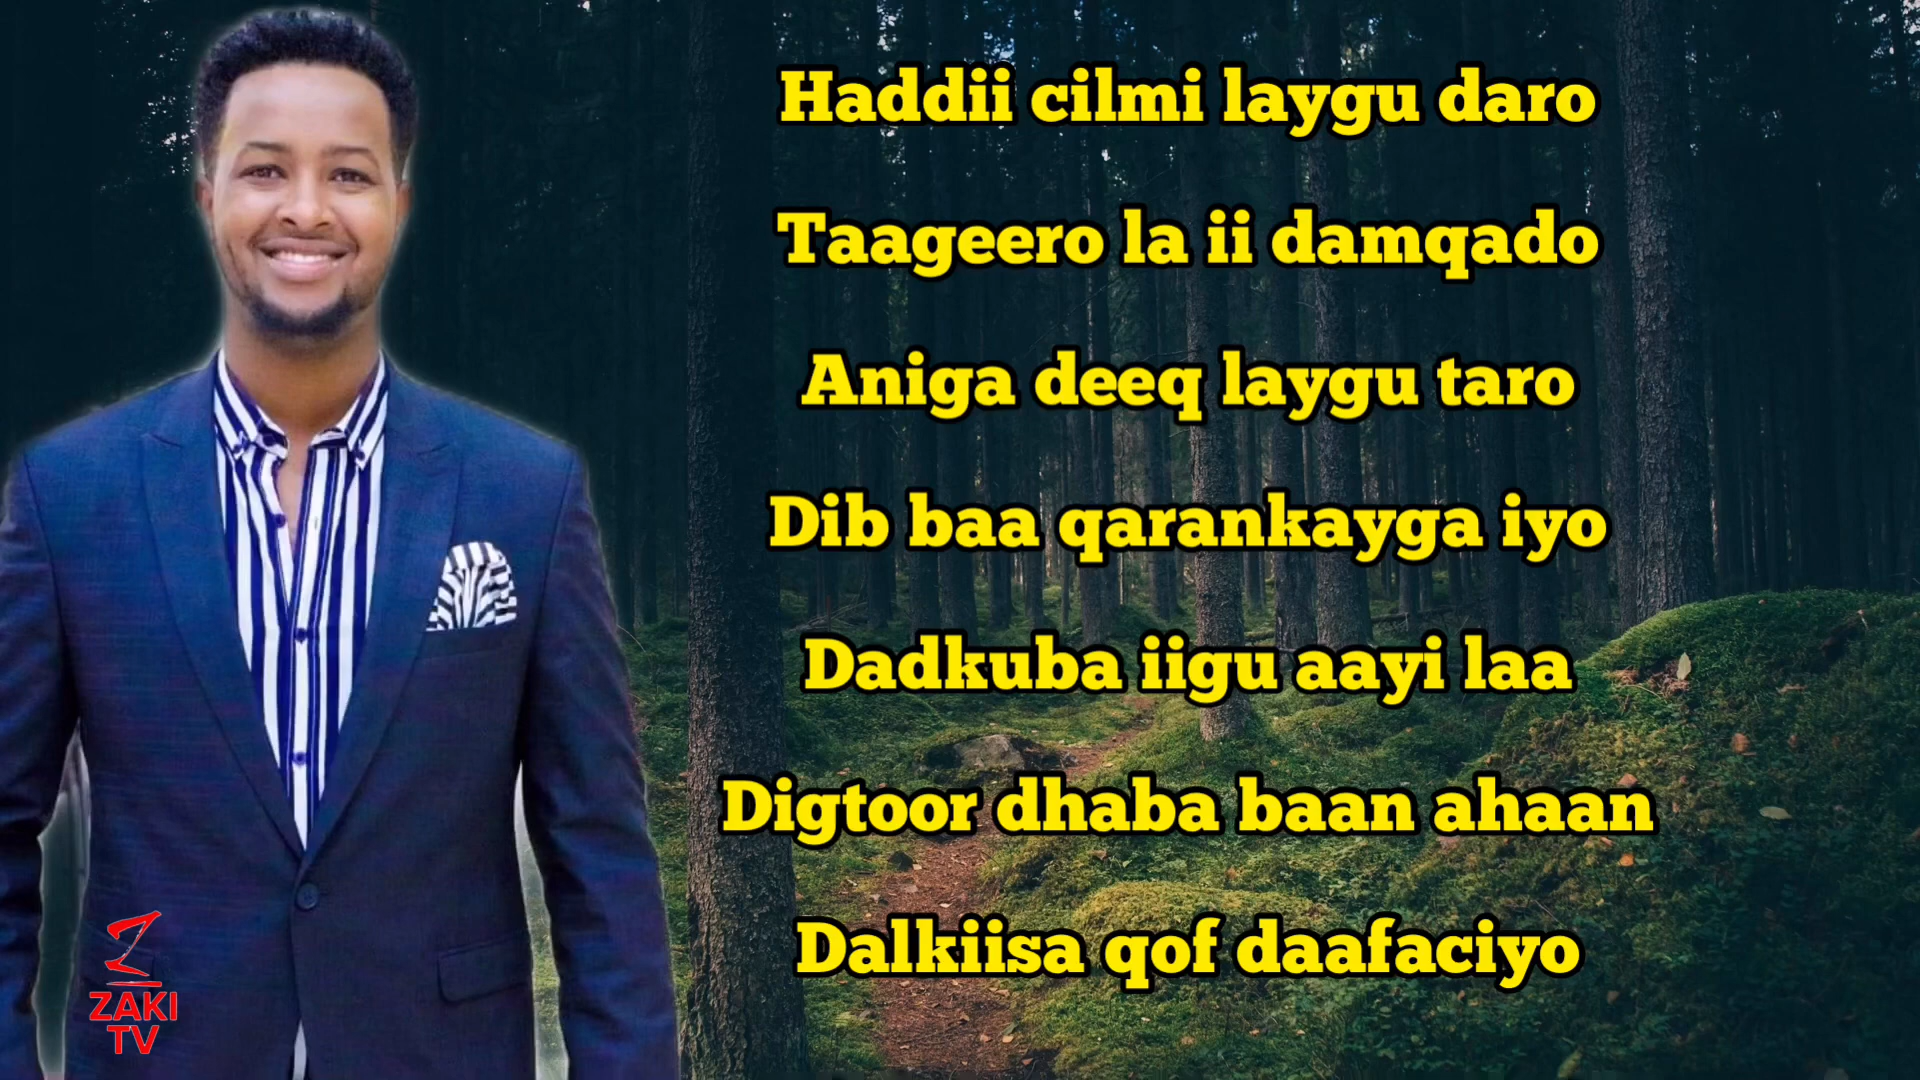 Haddii cilmi laygu daro
Taageero la ii damqado
Aniga deeq laygu taro
Dib baa qarankayga iyo
Dadkuba iigu aayi laa
Digtoor dhaba baan ahaan
Dalkiisa qof daafaciyo
ZAKI
TV